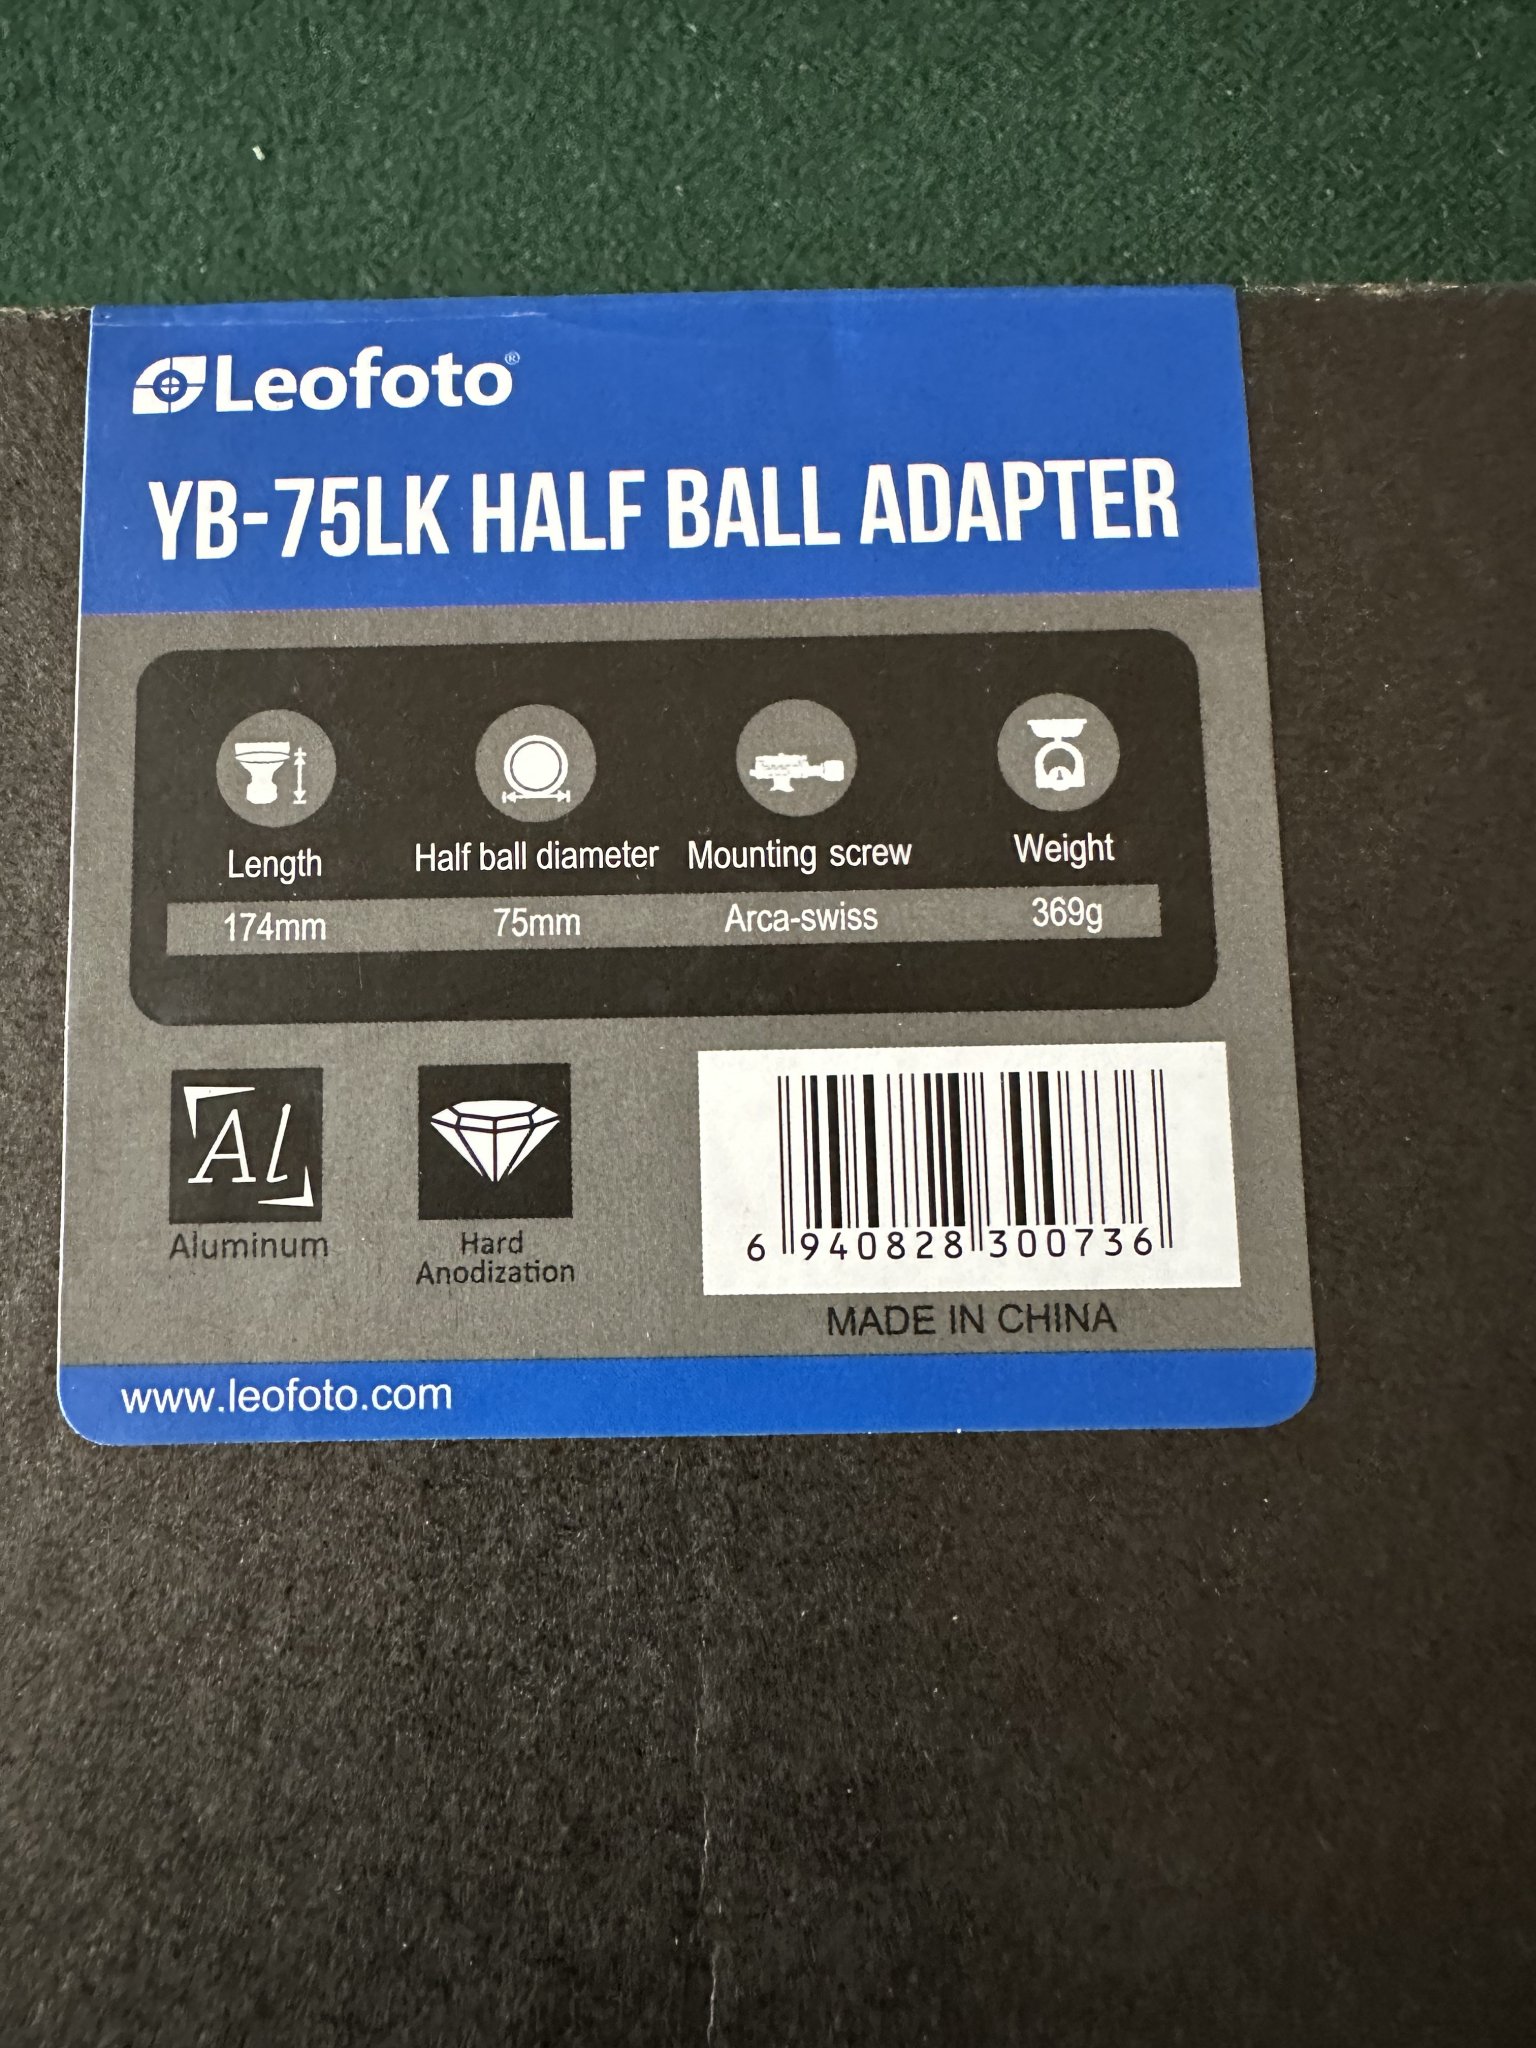 Leofoto®
YB-75LK HALF BALL ADAPTER
Length Half ball diameter Mounting screw Weight
174mm 75mm Arca-swiss 369g
Al
Aluminum
Hard
Anodization
6 940828 300736
MADE IN CHINA
www.leofoto.com